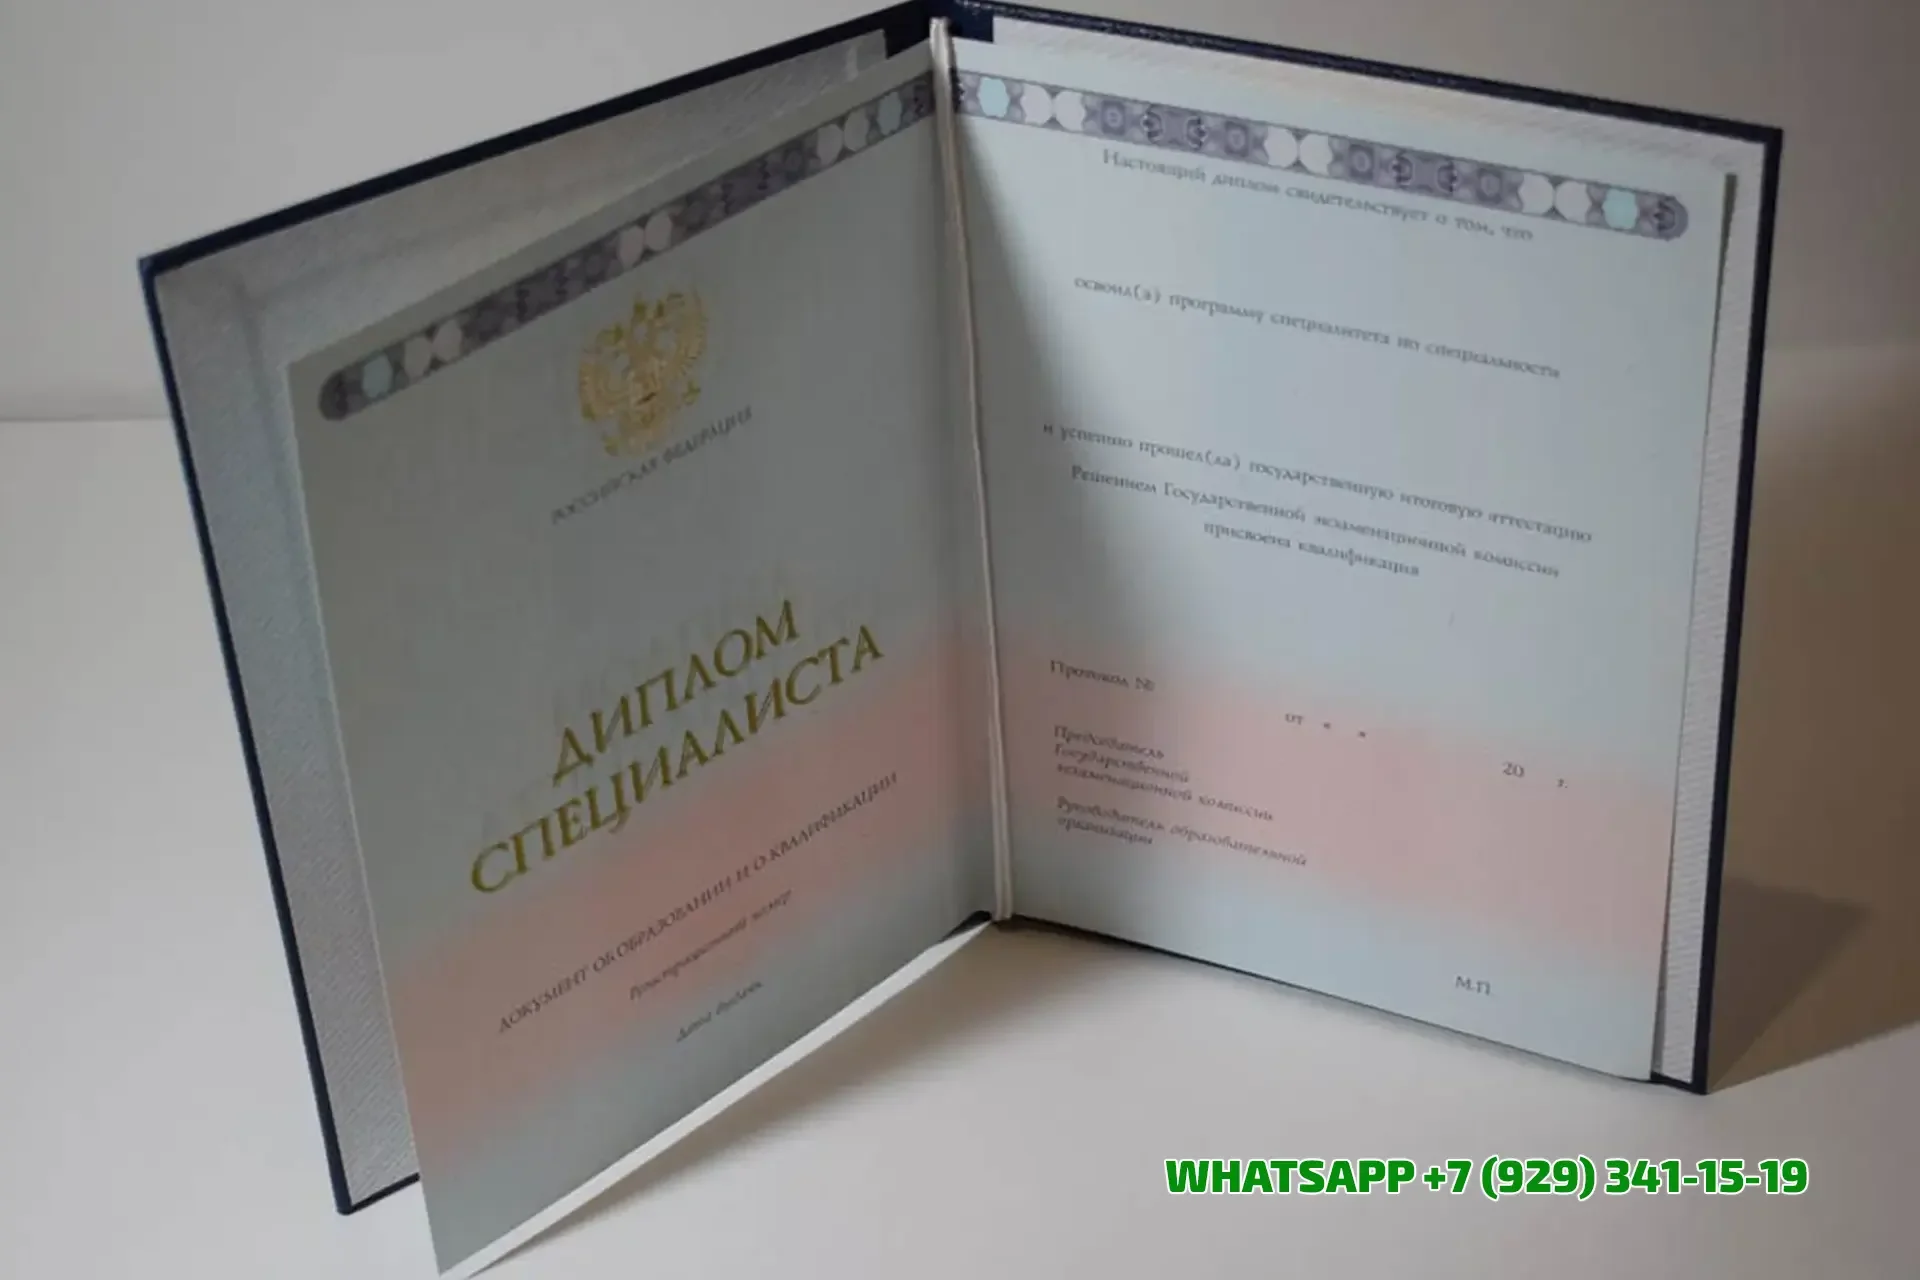 РОССИЙСКАЯ ФЕДЕРАЦИЯ
ДИПЛОМ
СПЕЦИАЛИСТА
ДОКУМЕНТ ОБ ОБРАЗОВАНИИ И О КВАЛИФИКАЦИИ
Регистрационный номер
Дата выдачи
Настоящий диплом свидетельствует о том, что
освоил(а) программу специалитета по специальности
и успешно прошел(ла) государственную итоговую аттестацию
Решением Государственной экзаменационной комиссии
присвоена квалификация
Протокол №
от « »
20 г.
Председатель
Государственной
экзаменационной комиссии
Руководитель образовательной
организации
М.П.
WHATSAPP +7 (929) 341-15-19